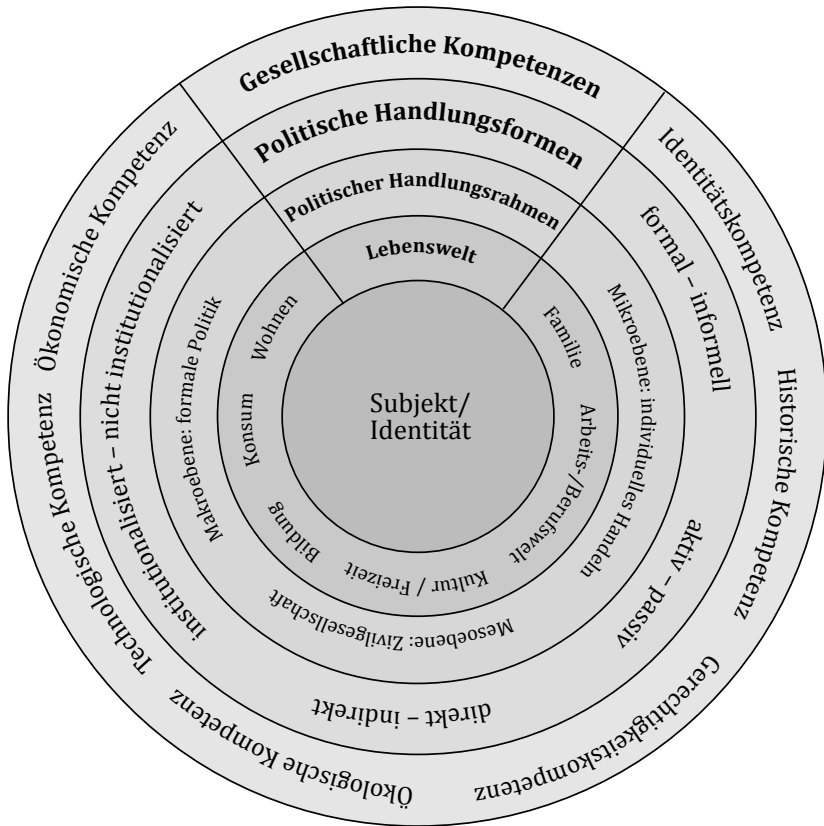 Gesellschaftliche Kompetenzen
Identitätskompetenz
Historische Kompetenz
Gerechtigkeitskompetenz
Ökologische Kompetenz
Technologische Kompetenz
Ökonomische Kompetenz
Politische Handlungsformen
formal – informell
aktiv – passiv
direkt – indirekt
institutionalisiert – nicht institutionalisiert
Politischer Handlungsrahmen
Mikroebene: individuelles Handeln
Mesoebene: Zivilgesellschaft
Makroebene: formale Politik
Lebenswelt
Familie
Arbeits-/Berufswelt
Kultur / Freizeit
Bildung
Konsum
Wohnen
Subjekt/
Identität